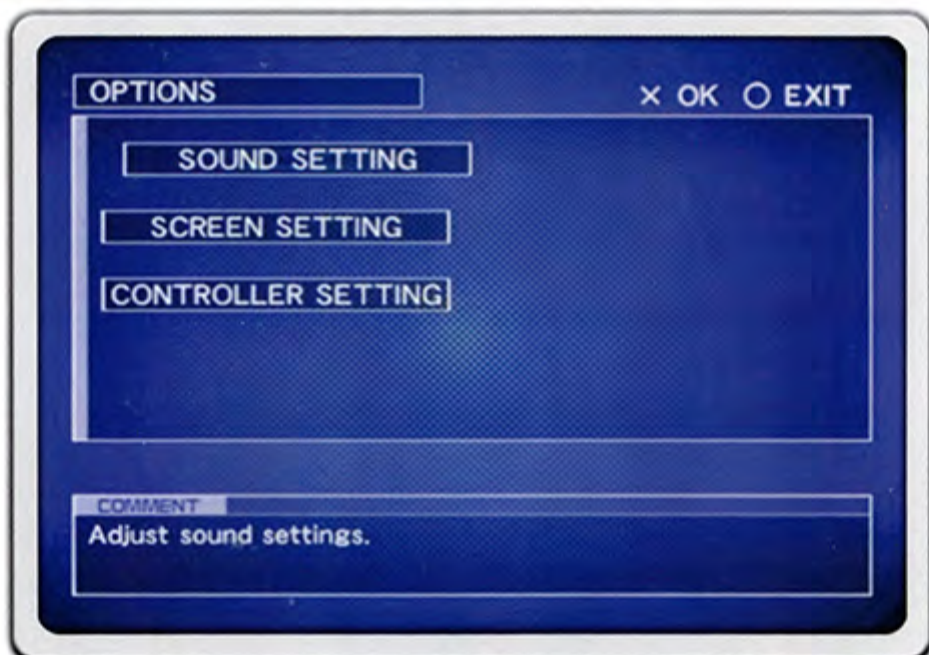 OPTIONS
× OK ○ EXIT
SOUND SETTING
SCREEN SETTING
CONTROLLER SETTING
COMMENT
Adjust sound settings.